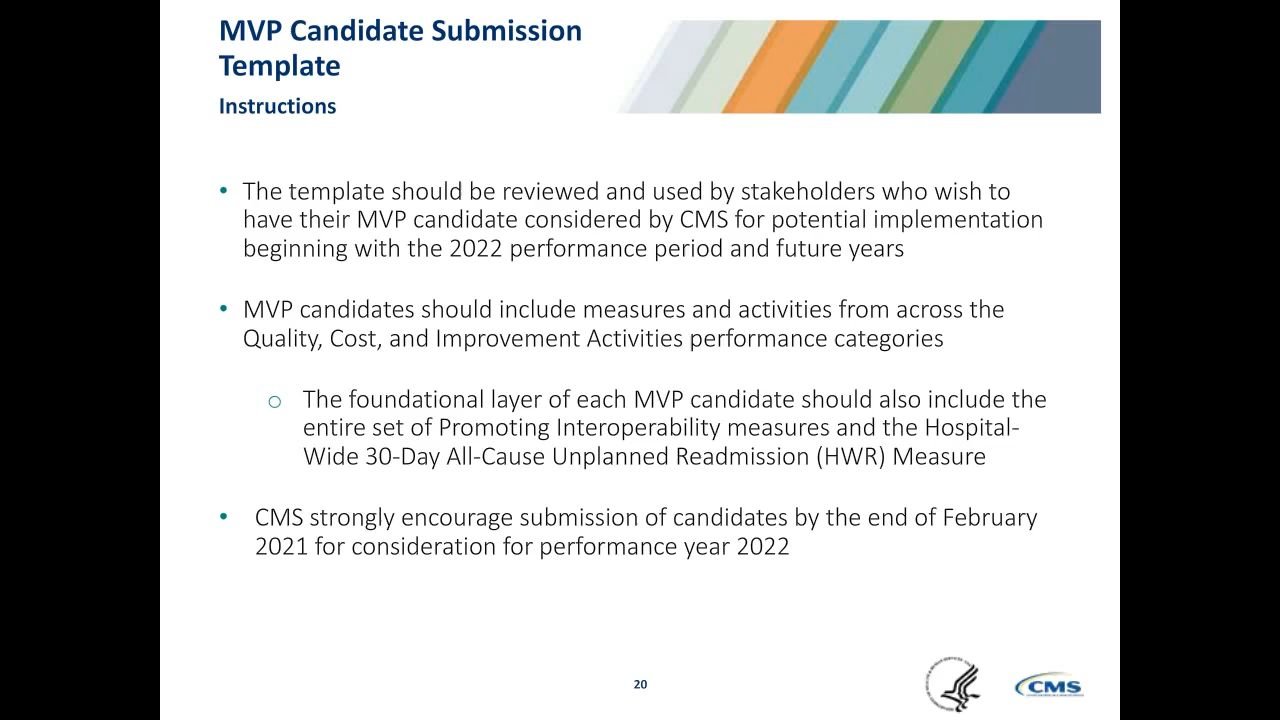 MVP Candidate Submission
Template
Instructions
• The template should be reviewed and used by stakeholders who wish to
have their MVP candidate considered by CMS for potential implementation
beginning with the 2022 performance period and future years
• MVP candidates should include measures and activities from across the
Quality, Cost, and Improvement Activities performance categories
o The foundational layer of each MVP candidate should also include the
entire set of Promoting Interoperability measures and the Hospital-
Wide 30-Day All-Cause Unplanned Readmission (HWR) Measure
• CMS strongly encourage submission of candidates by the end of February
2021 for consideration for performance year 2022
20
CMS